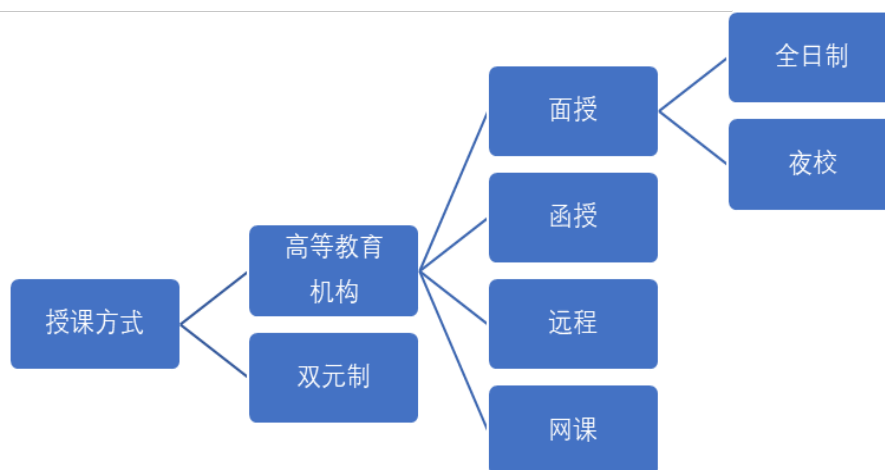 全日制
面授
夜校
函授
高等教育
机构
授课方式
远程
双元制
网课